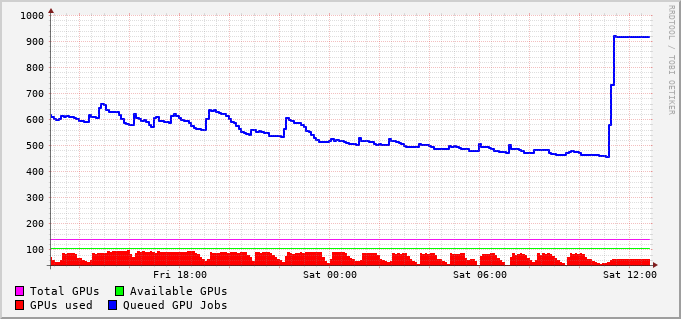 1000
900
800
700
600
500
400
300
200
100
Fri 18:00 Sat 00:00 Sat 06:00 Sat 12:00
Total GPUs Available GPUs
GPUs used Queued GPU Jobs
RRDTOOL / TOBI OETIKER